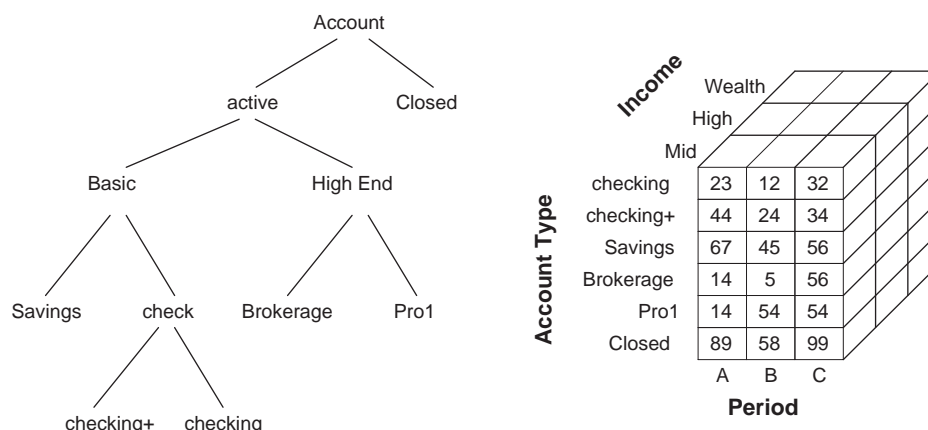 Account
active Closed
Basic High End
Savings check Brokerage Pro1
checking+ checking
Income
Wealth
High
Mid
Account Type
checking 23 12 32
checking+ 44 24 34
Savings 67 45 56
Brokerage 14 5 56
Pro1 14 54 54
Closed 89 58 99
A B C
Period